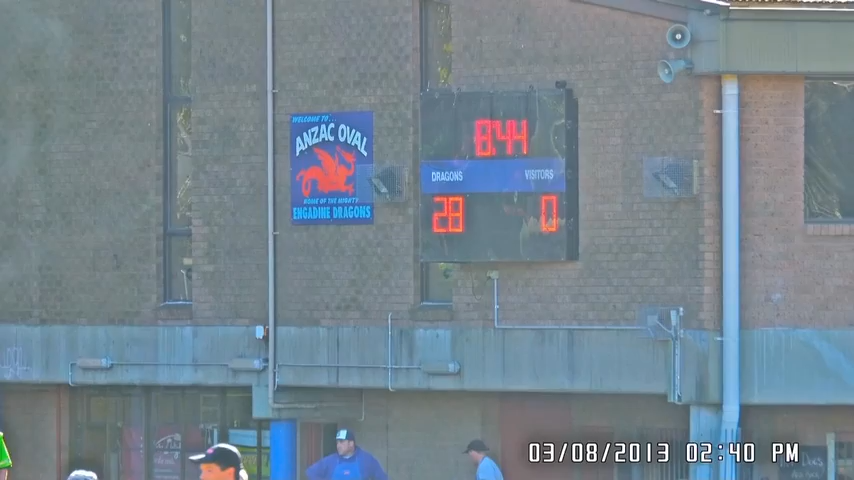 WELCOME TO...
ANZAC OVAL
HOME OF THE MIGHTY
ENGADINE DRAGONS
8:44
DRAGONS VISITORS
28 0
03/08/2013 02:40 PM